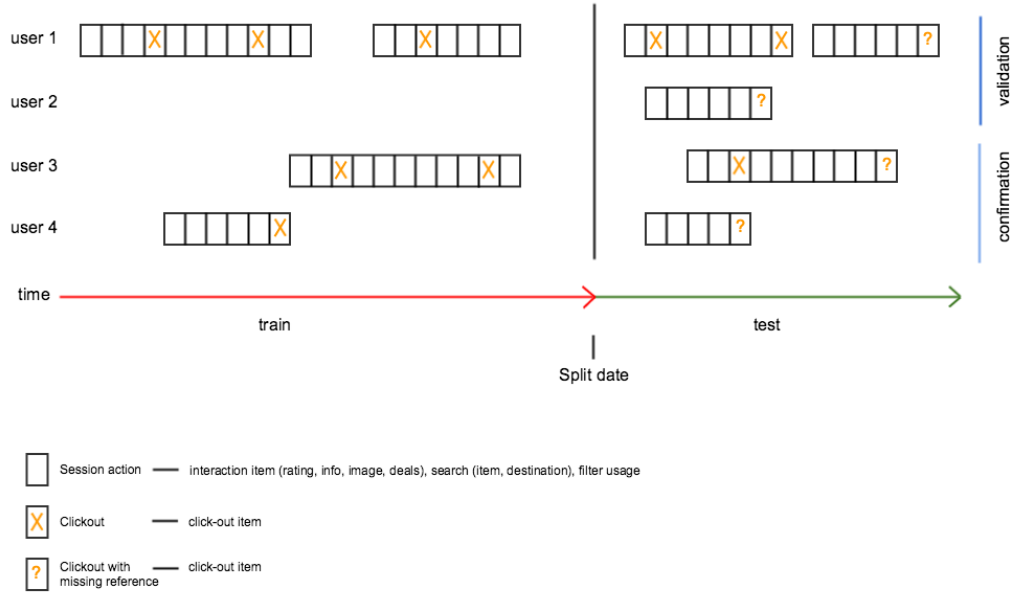 user 1
X
X
X
X
X
?
user 2
?
validation
user 3
X
X
X
?
user 4
X
?
confirmation
time
train
test
Split date
Session action
interaction item (rating, info, image, deals), search (item, destination), filter usage
X
Clickout
click-out item
?
Clickout with
missing reference
click-out item